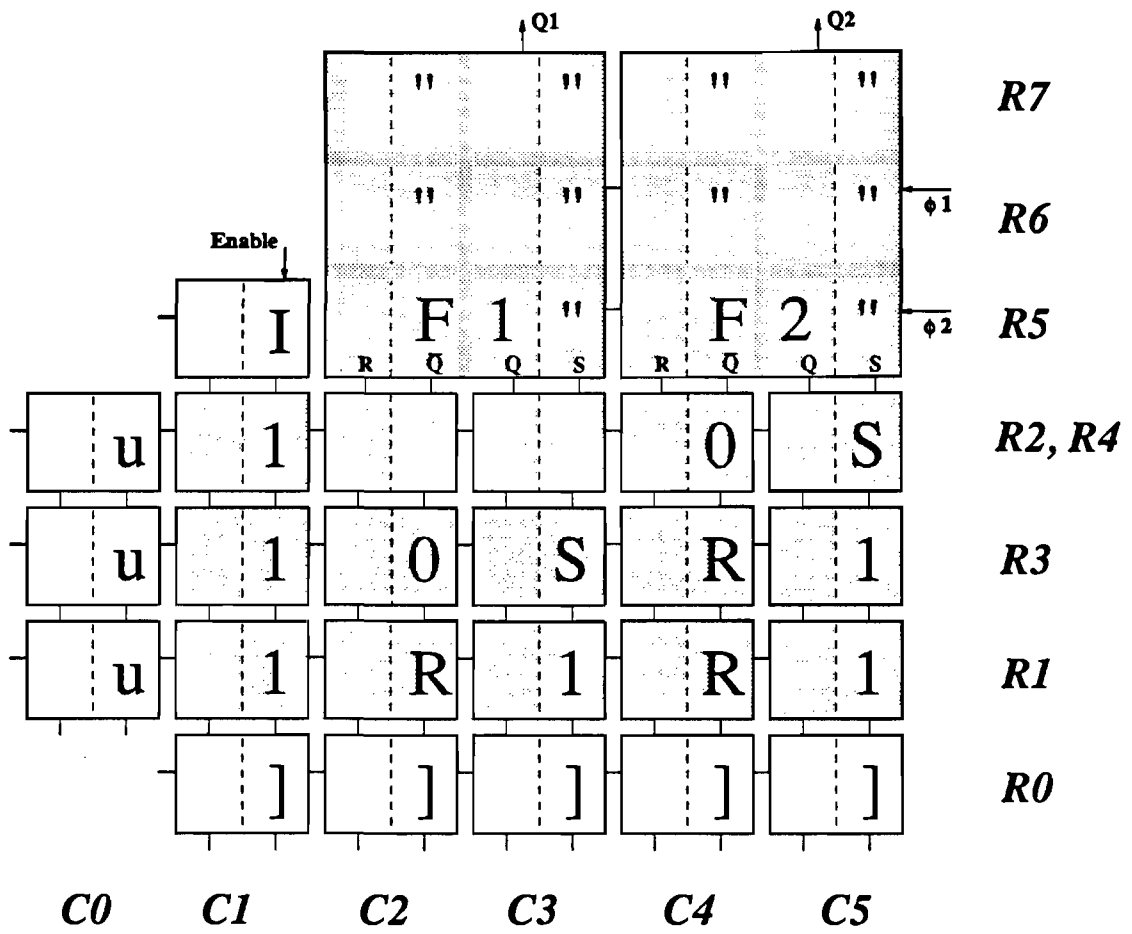 Q1 Q2
" " " " R7
" " " " ϕ1 R6
Enable
I F 1 " F 2 " ϕ2 R5
R Q̅ Q S R Q̅ Q S
u 1 0 S R2, R4
u 1 0 S R 1 R3
u 1 R 1 R 1 R1
] ] ] ] ] R0
C0 C1 C2 C3 C4 C5